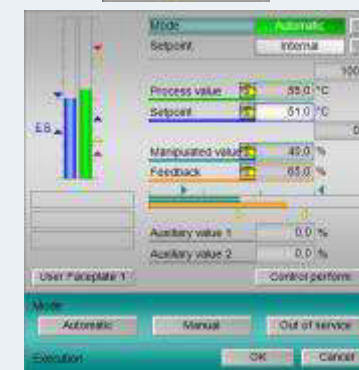 Mode Automatic
Setpoint Internal
100
Process value 55,0 °C
Setpoint 51,0 °C
Manipulated value 40,0 %
Feedback 65,0 %
Auxiliary value 1 0,0 %
Auxiliary value 2 0,0 %
User Faceplate 1 Control perform
Mode
Automatic Manual Out of service
Execution OK Cancel